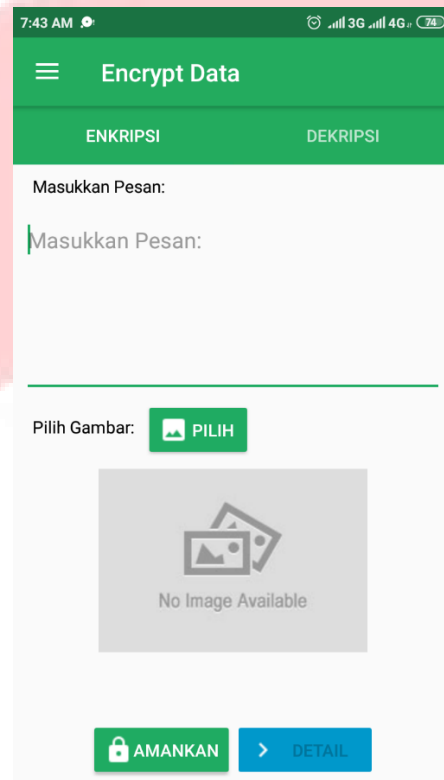 7:43 AM 3G 4G 74
Encrypt Data
ENKRIPSI DEKRIPSI
Masukkan Pesan:
Masukkan Pesan:
Pilih Gambar: PILIH
No Image Available
AMANKAN DETAIL